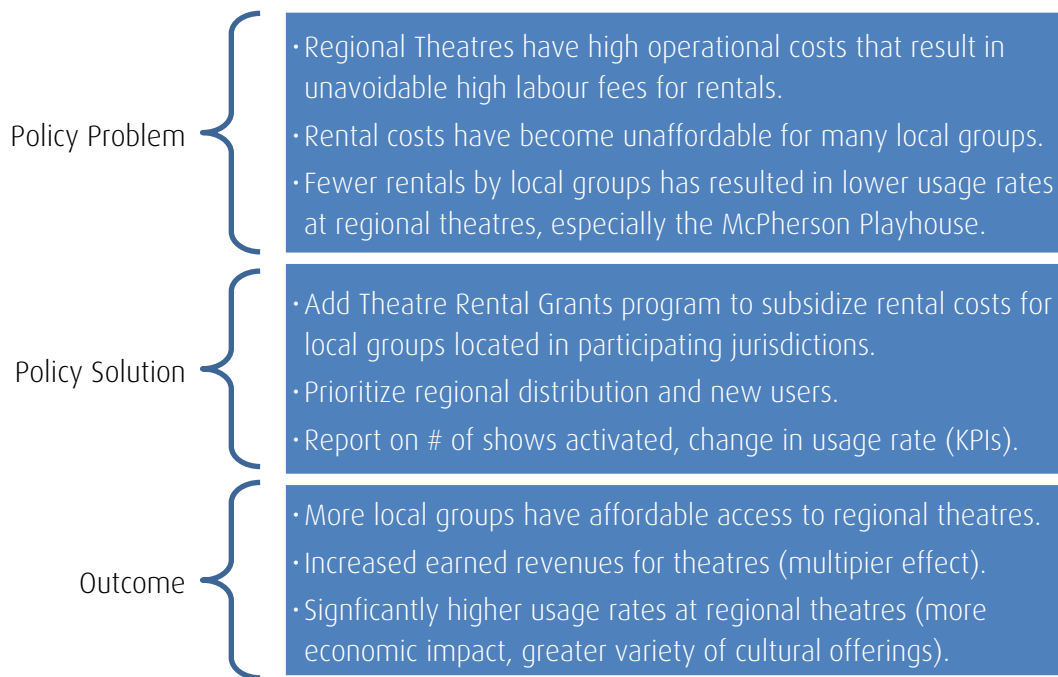 Policy Problem
· Regional Theatres have high operational costs that result in
unavoidable high labour fees for rentals.
· Rental costs have become unaffordable for many local groups.
· Fewer rentals by local groups has resulted in lower usage rates
at regional theatres, especially the McPherson Playhouse.
Policy Solution
· Add Theatre Rental Grants program to subsidize rental costs for
local groups located in participating jurisdictions.
· Prioritize regional distribution and new users.
· Report on # of shows activated, change in usage rate (KPIs).
Outcome
· More local groups have affordable access to regional theatres.
· Increased earned revenues for theatres (multipier effect).
· Signficantly higher usage rates at regional theatres (more
economic impact, greater variety of cultural offerings).